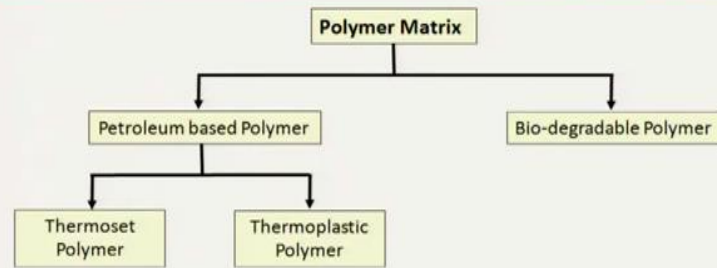 Polymer Matrix
Petroleum based Polymer
Bio-degradable Polymer
Thermoset
Polymer
Thermoplastic
Polymer